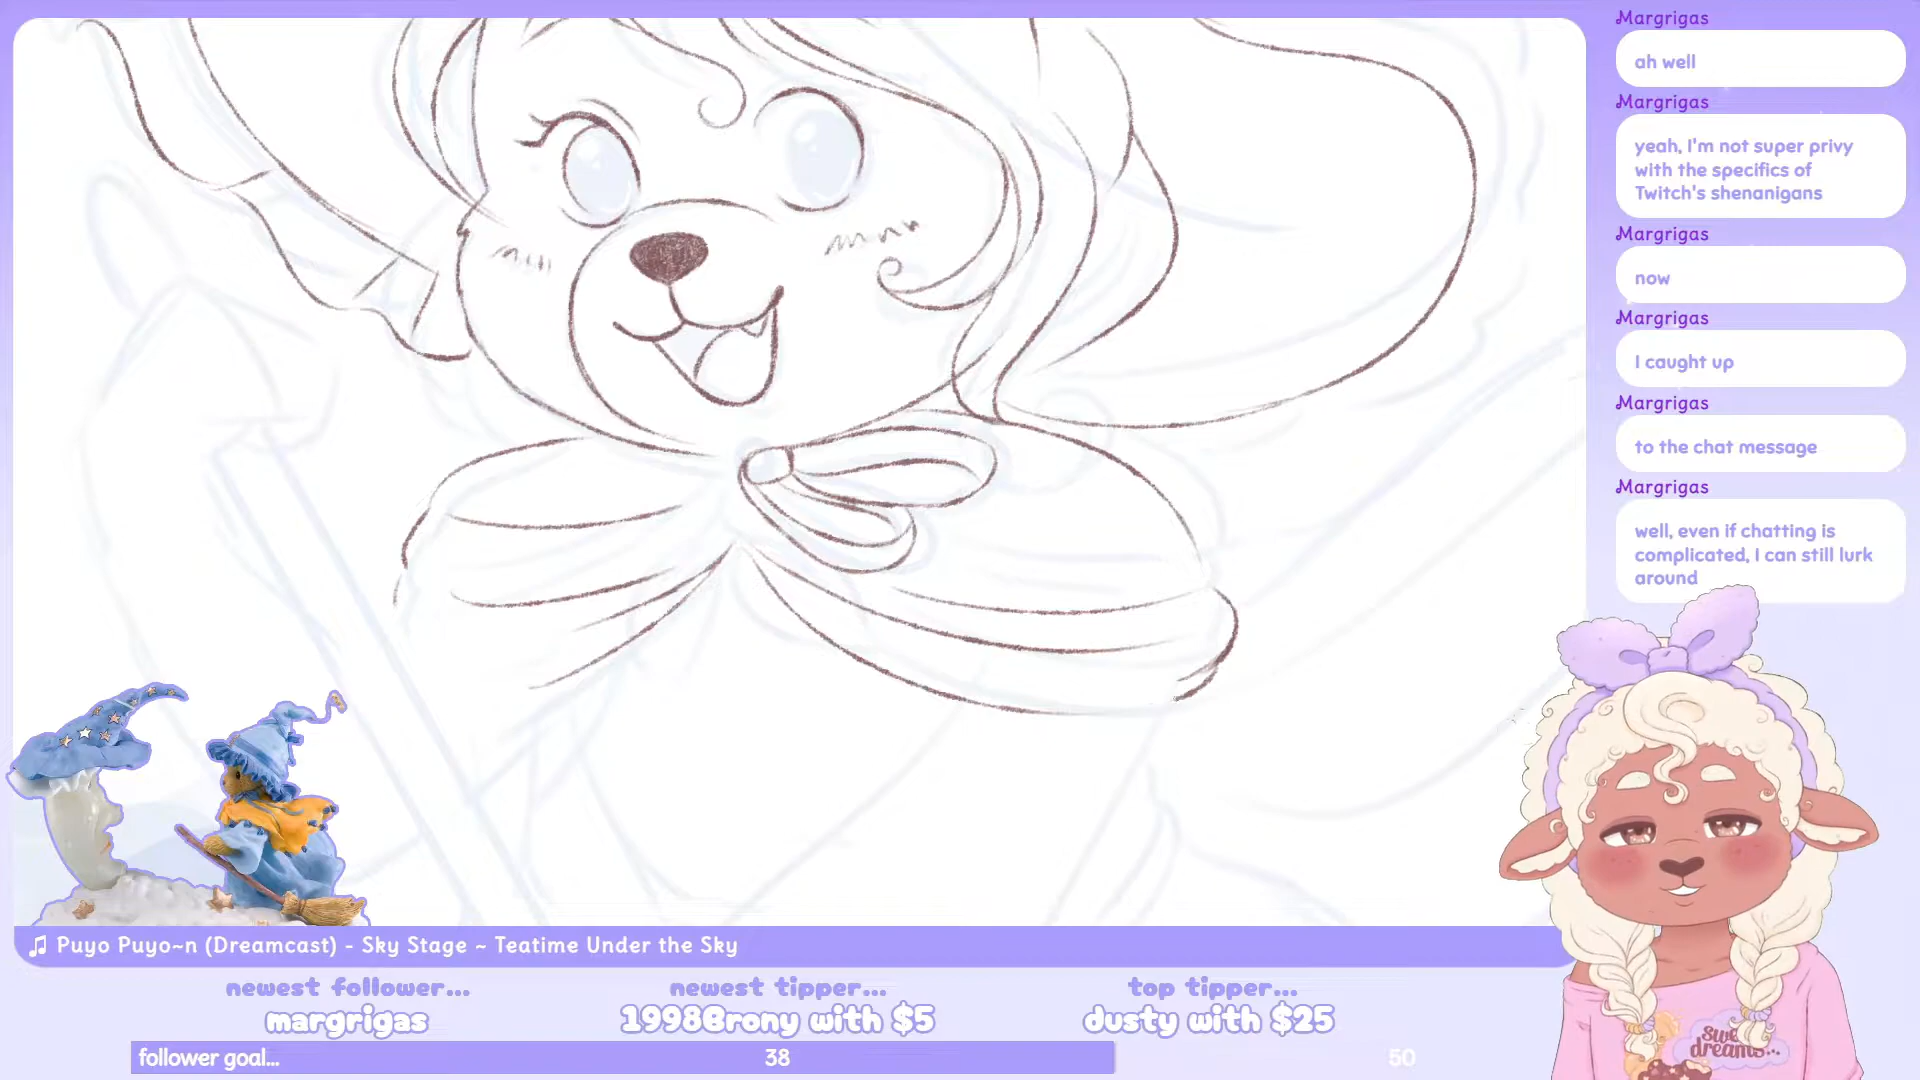 Margrigas
ah well
Margrigas
yeah, I'm not super privy
with the specifics of
Twitch's shenanigans
Margrigas
now
Margrigas
I caught up
Margrigas
to the chat message
Margrigas
well, even if chatting is
complicated, I can still lurk
around
♫ Puyo Puyo~n (Dreamcast) - Sky Stage ~ Teatime Under the Sky
newest follower...
margrigas
newest tipper...
1998Brony with $5
top tipper...
dusty with $25
follower goal...
38
50
dreams...